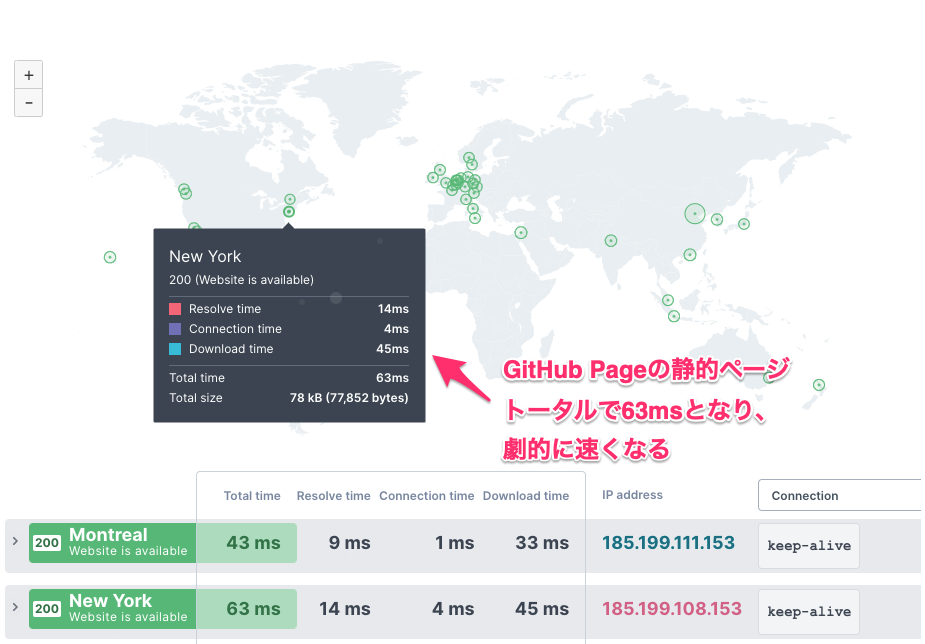 +
−
New York
200 (Website is available)
Resolve time 14ms
Connection time 4ms
Download time 45ms
Total time 63ms
Total size 78 kB (77,852 bytes)
GitHub Pageの静的ページ
トータルで63msとなり、
劇的に速くなる
Total time Resolve time Connection time Download time IP address Connection
200 Montreal 43 ms 9 ms 1 ms 33 ms 185.199.111.153 keep-alive
Website is available
200 New York 63 ms 14 ms 4 ms 45 ms 185.199.108.153 keep-alive
Website is available